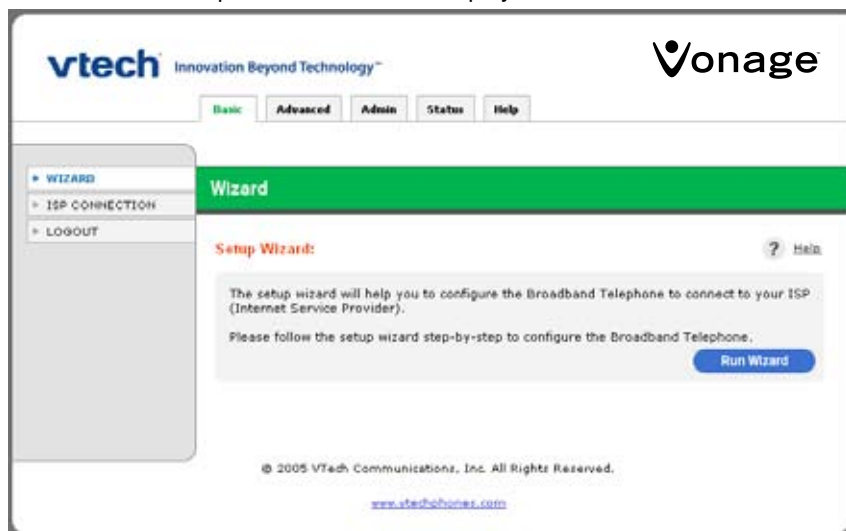 vtech Innovation Beyond Technology™
Vonage
Basic Advanced Admin Status Help
WIZARD
ISP CONNECTION
LOGOUT
Wizard
Setup Wizard:
? Help
The setup wizard will help you to configure the Broadband Telephone to connect to your ISP
(Internet Service Provider).
Please follow the setup wizard step-by-step to configure the Broadband Telephone.
Run Wizard
© 2005 VTech Communications, Inc. All Rights Reserved.
www.vtechphones.com